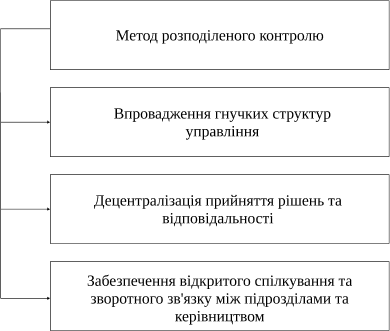 Метод розподіленого контролю
Впровадження гнучких структур
управління
Децентралізація прийняття рішень та
відповідальності
Забезпечення відкритого спілкування та
зворотного зв'язку між підрозділами та
керівництвом